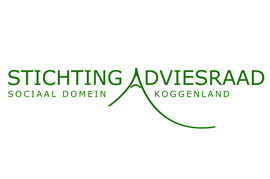 STICHTING ADVIESRAAD
SOCIAAL DOMEIN KOGGENLAND